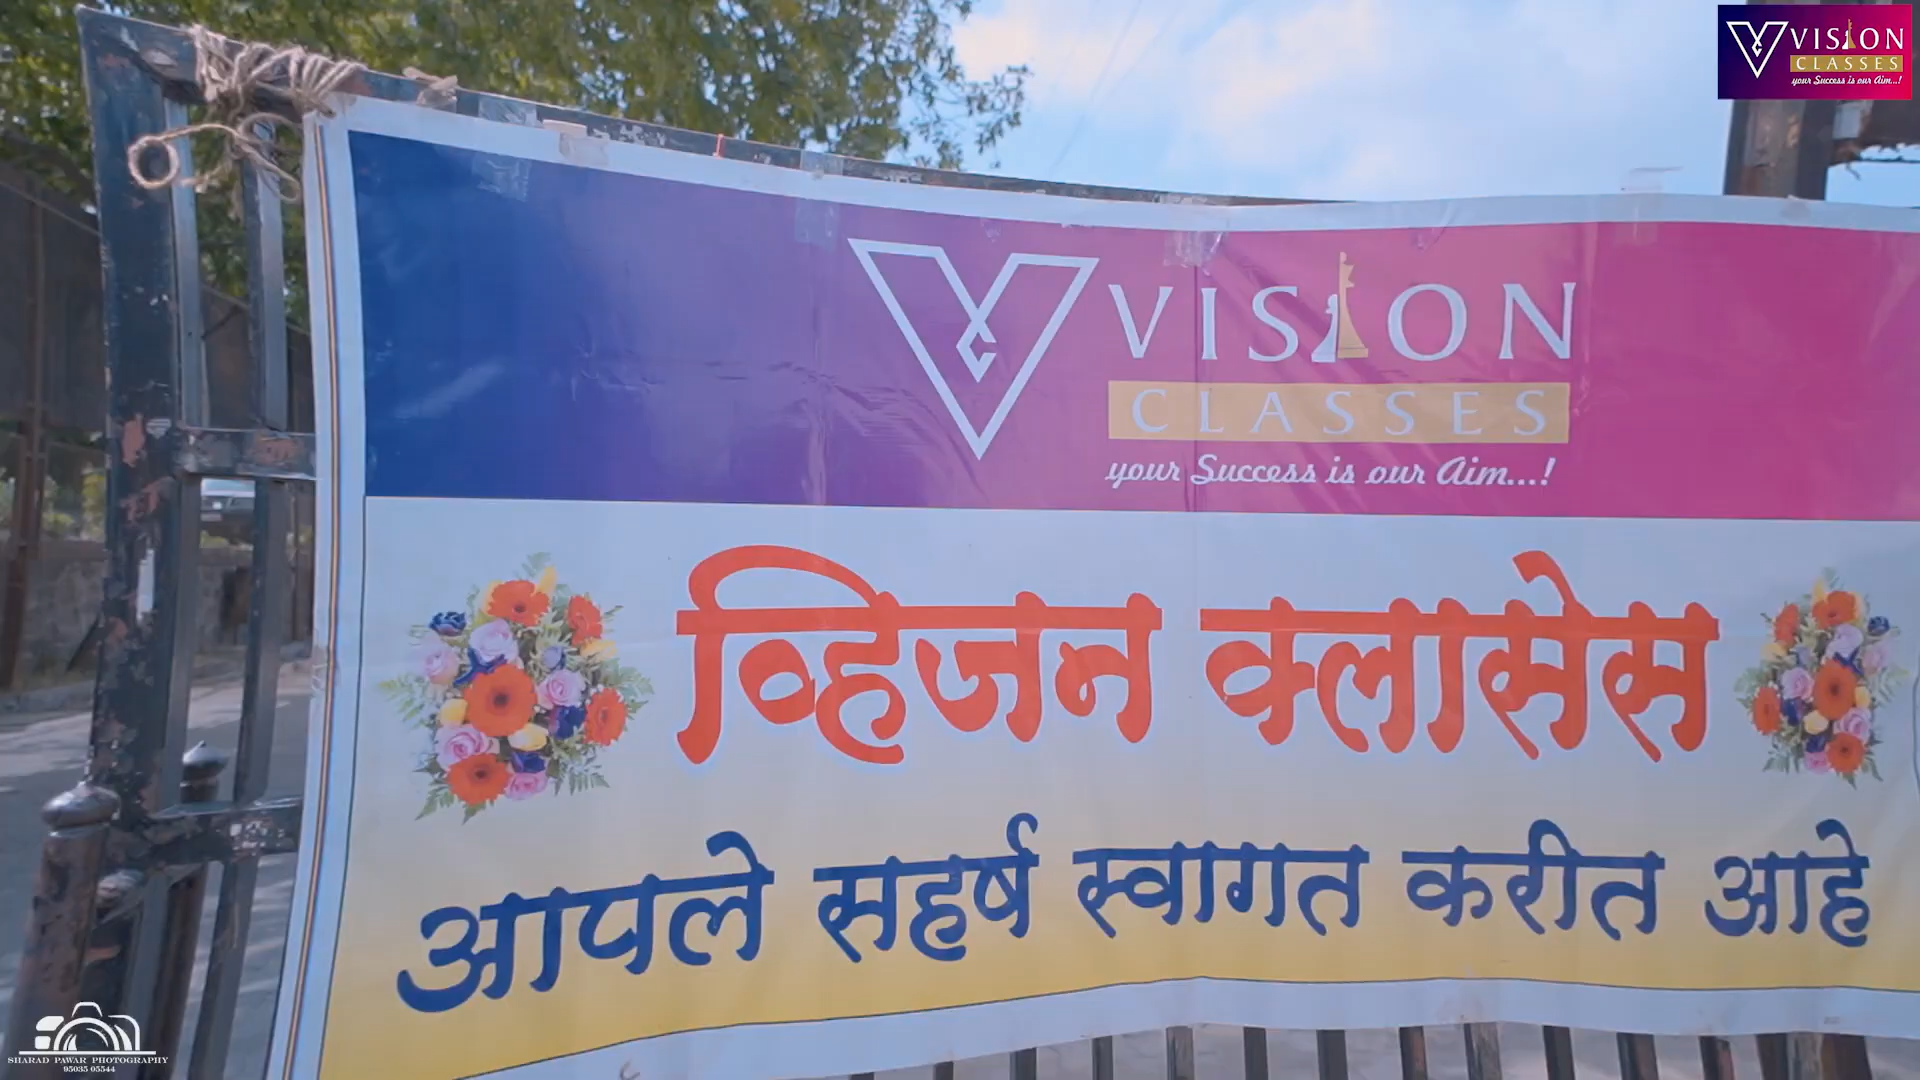 VISION
CLASSES
your Success is our Aim...!
VISION
CLASSES
your Success is our Aim...!
व्हिजन क्लासेस
आपले सहर्ष स्वागत करीत आहे
SHARAD PAWAR PHOTOGRAPHY
95035 05544